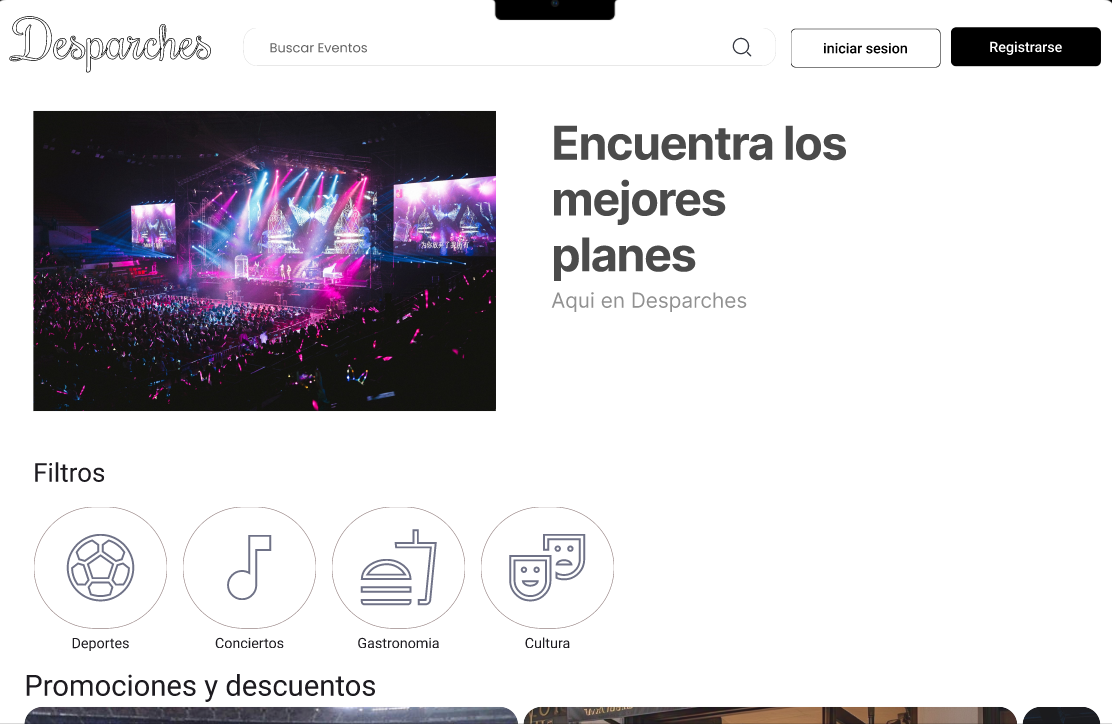 Desparches
Buscar Eventos
iniciar sesion
Registrarse
Encuentra los
mejores
planes
Aqui en Desparches
Filtros
Deportes
Conciertos
Gastronomia
Cultura
Promociones y descuentos